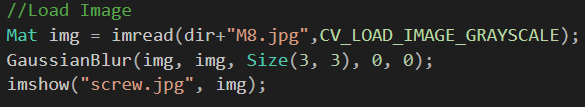 //Load Image
Mat img = imread(dir+"M8.jpg",CV_LOAD_IMAGE_GRAYSCALE);
GaussianBlur(img, img, Size(3, 3), 0, 0);
imshow("screw.jpg", img);